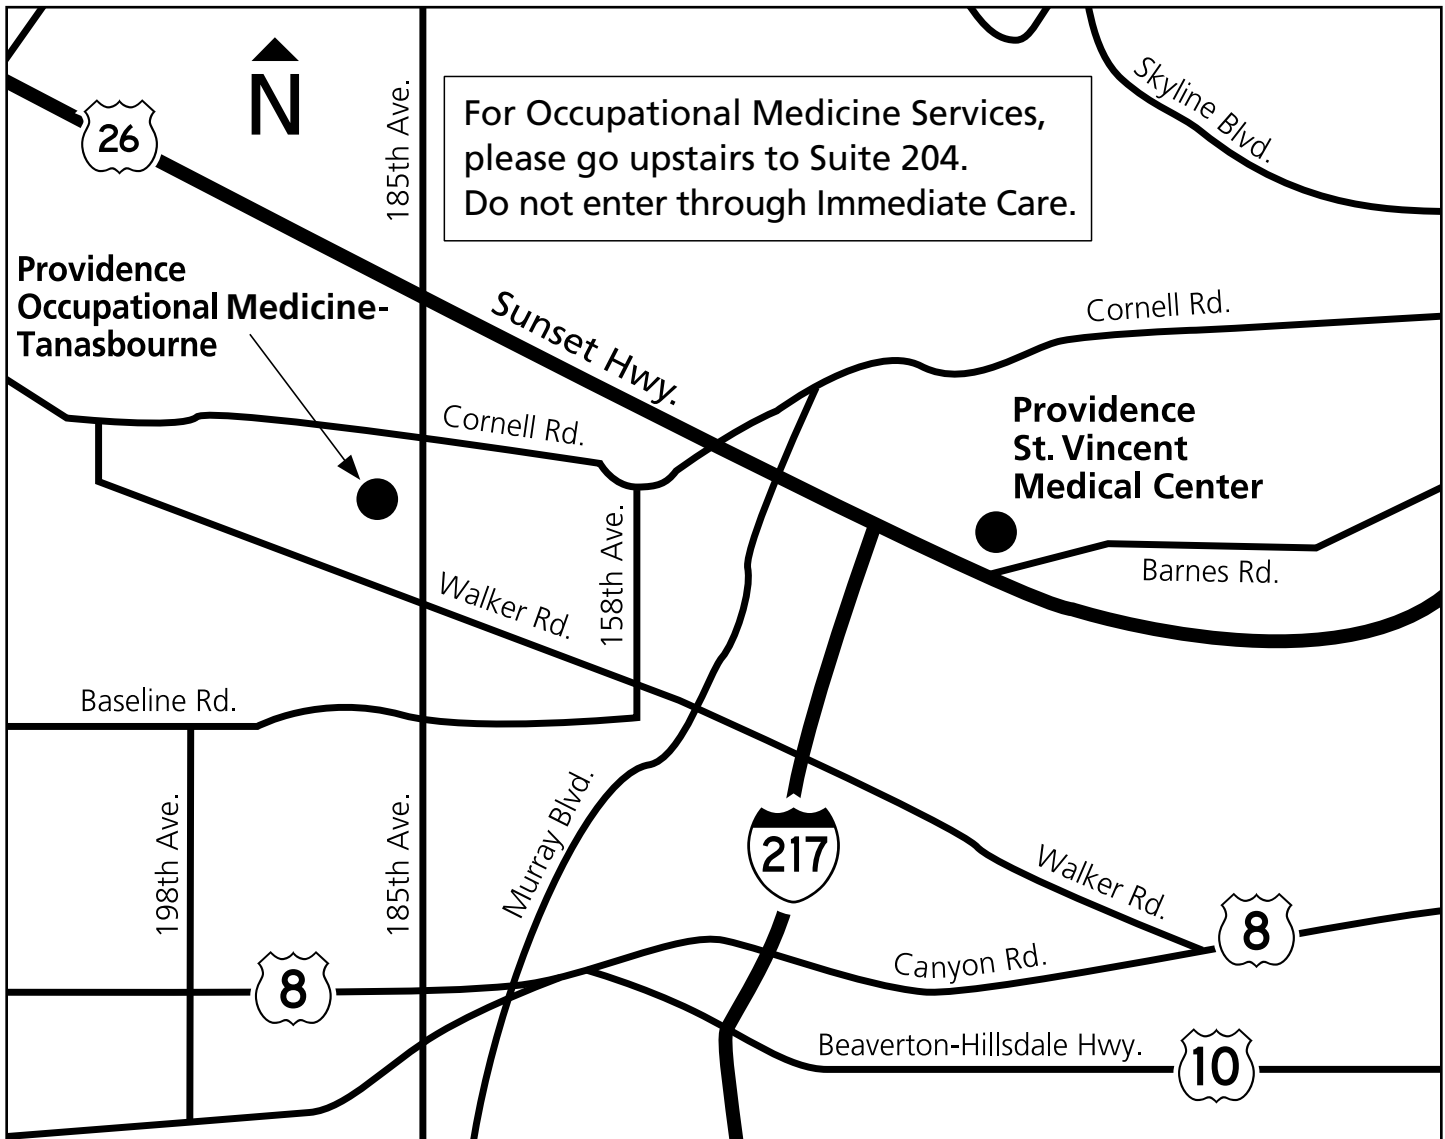 N
26
185th Ave.
For Occupational Medicine Services,
please go upstairs to Suite 204.
Do not enter through Immediate Care.
Skyline Blvd.
Providence
Occupational Medicine-
Tanasbourne
Sunset Hwy.
Cornell Rd.
Cornell Rd.
Providence
St. Vincent
Medical Center
158th Ave.
Barnes Rd.
Walker Rd.
Baseline Rd.
198th Ave.
185th Ave.
Murray Blvd.
217
Walker Rd.
8
8
Canyon Rd.
Beaverton-Hillsdale Hwy.
10